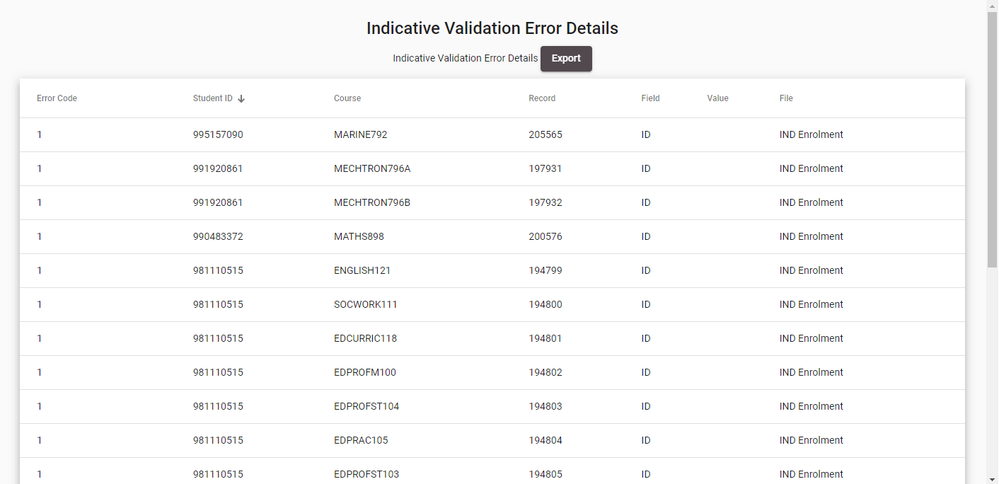 Indicative Validation Error Details
Indicative Validation Error Details Export
Error Code Student ID Course Record Field Value File
1 995157090 MARINE792 205565 ID IND Enrolment
1 991920861 MECHTRON796A 197931 ID IND Enrolment
1 991920861 MECHTRON796B 197932 ID IND Enrolment
1 990483372 MATHS898 200576 ID IND Enrolment
1 981110515 ENGLISH121 194799 ID IND Enrolment
1 981110515 SOCWORK111 194800 ID IND Enrolment
1 981110515 EDCURRIC118 194801 ID IND Enrolment
1 981110515 EDPROFM100 194802 ID IND Enrolment
1 981110515 EDPROFST104 194803 ID IND Enrolment
1 981110515 EDPRAC105 194804 ID IND Enrolment
1 981110515 EDPROFST103 194805 ID IND Enrolment